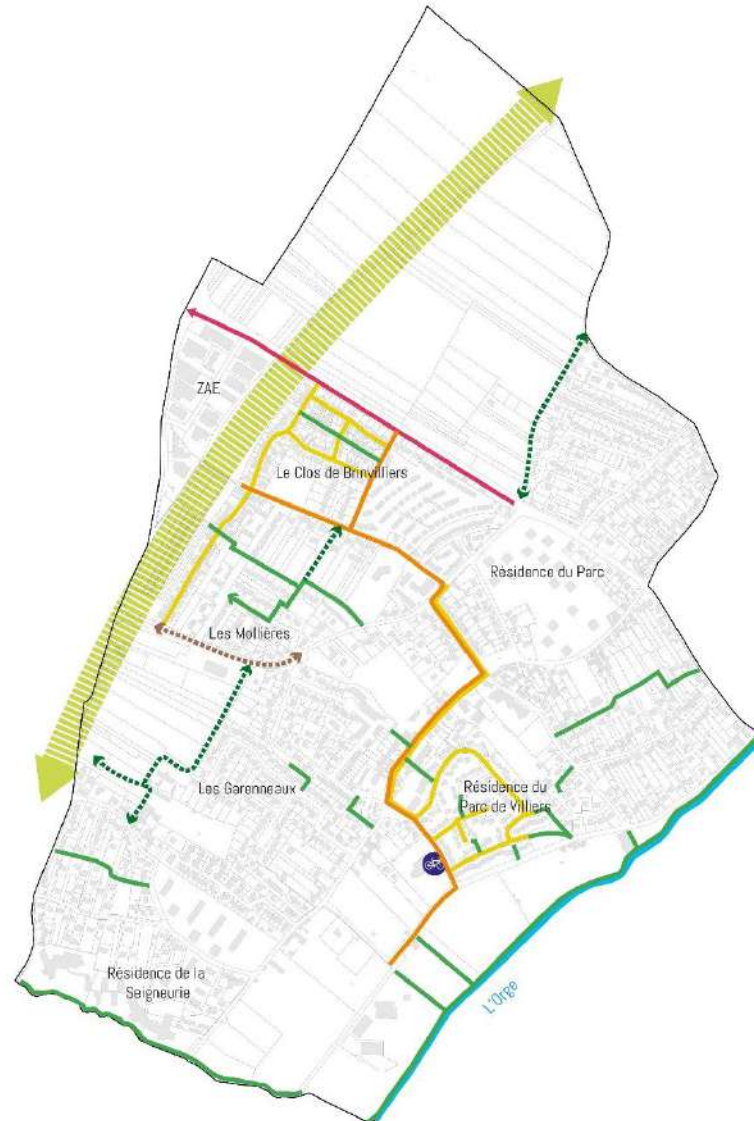 ZAE
Le Clos de Brinvilliers
Résidence du Parc
Les Mollières
Les Garenneaux
Résidence du
Parc de Villiers
Résidence de la
Seigneurie
L'Orge